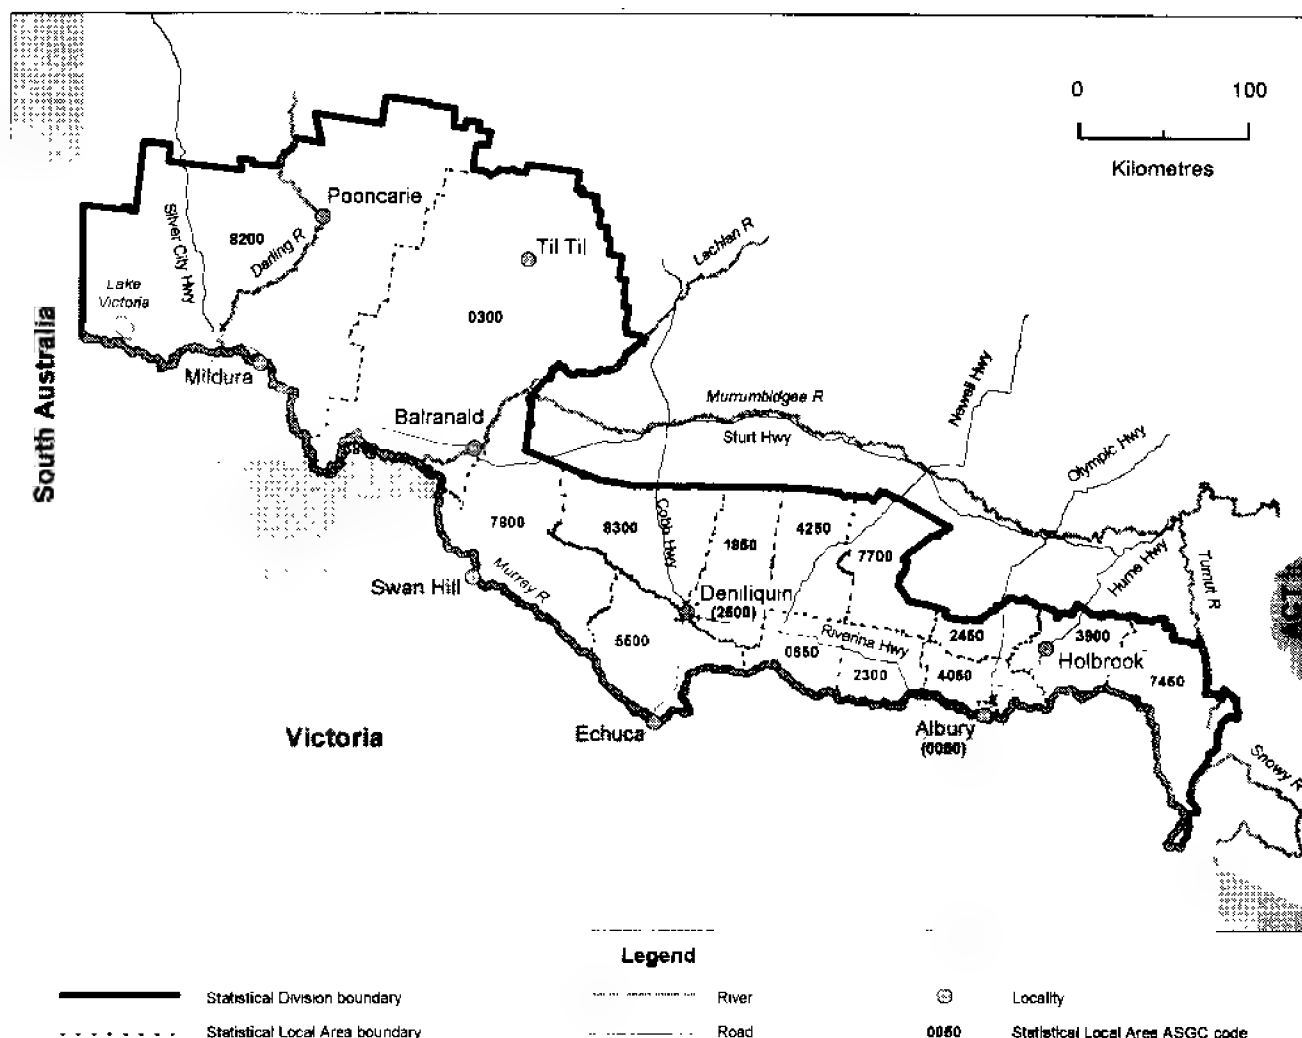 0 100
Kilometres
Pooncarie
Silver City Hwy
8200
Darling R
Til Til
Lachlan R
Lake
Victoria
0300
South Australia
Mildura
Newell Hwy
Murrumbidgee R
Balranald
Sturt Hwy
Olympic Hwy
7800
8300
Cobb Hwy
1850
4250
7700
Hume Hwy
Tumut R
ACT
Swan Hill
Murray R
Deniliquin
(2500)
5500
0650
Riverina Hwy
2450
3900
Holbrook
2300
4050
7450
Victoria
Echuca
Albury
(0050)
Snowy R
Legend
Statistical Division boundary
River
Locality
Statistical Local Area boundary
Road
0050
Statistical Local Area ASGC code